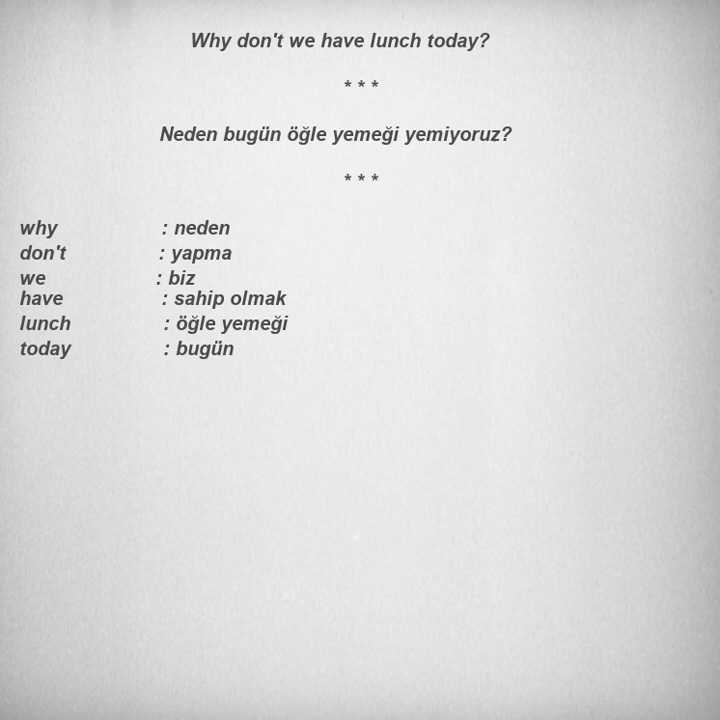 Why don't we have lunch today?
* * *
Neden bugün öğle yemeği yemiyoruz?
* * *
why : neden
don't : yapma
we : biz
have : sahip olmak
lunch : öğle yemeği
today : bugün